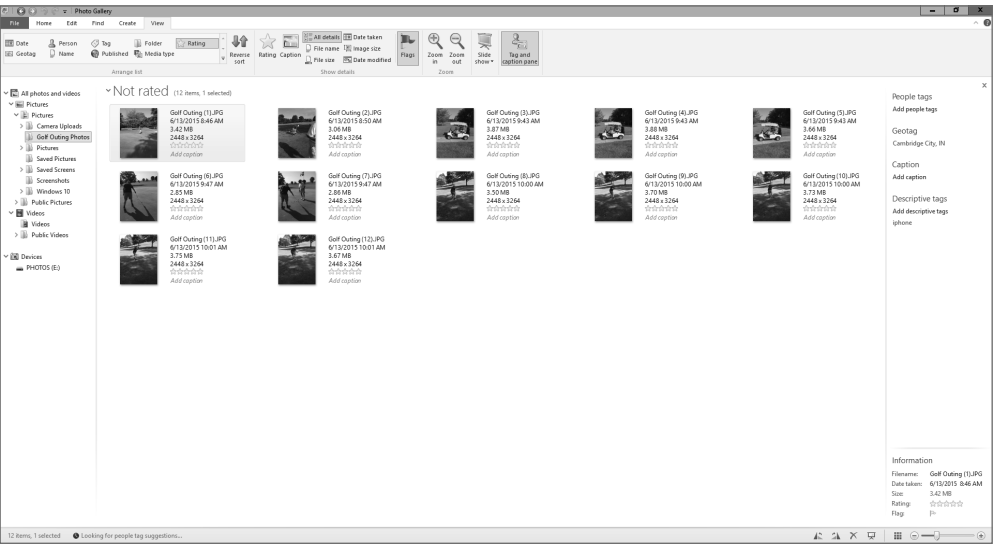 Photo Gallery
File Home Edit Find Create View
Date Person Tag Folder Rating
Geotag Name Published Media type
Reverse sort
Rating Caption
All details Date taken
File name Image size
File size Date modified
Flags
Zoom in
Zoom out
Slide show
Tag and caption pane
Arrange list Show details Zoom
All photos and videos
Pictures
Pictures
Camera Uploads
Golf Outing Photos
Pictures
Saved Pictures
Saved Screens
Screenshots
Windows 10
Public Pictures
Videos
Videos
Public Videos
Devices
PHOTOS (E:)
Not rated (12 items, 1 selected)
Golf Outing (1).JPG
6/13/2015 8:46 AM
3.42 MB
2448 x 3264
Add caption
Golf Outing (2).JPG
6/13/2015 8:50 AM
3.06 MB
2448 x 3264
Add caption
Golf Outing (3).JPG
6/13/2015 9:43 AM
3.87 MB
2448 x 3264
Add caption
Golf Outing (4).JPG
6/13/2015 9:43 AM
3.88 MB
2448 x 3264
Add caption
Golf Outing (5).JPG
6/13/2015 9:43 AM
3.66 MB
2448 x 3264
Add caption
Golf Outing (6).JPG
6/13/2015 9:47 AM
2.85 MB
2448 x 3264
Add caption
Golf Outing (7).JPG
6/13/2015 9:47 AM
2.86 MB
2448 x 3264
Add caption
Golf Outing (8).JPG
6/13/2015 10:00 AM
3.50 MB
2448 x 3264
Add caption
Golf Outing (9).JPG
6/13/2015 10:00 AM
3.70 MB
2448 x 3264
Add caption
Golf Outing (10).JPG
6/13/2015 10:00 AM
3.73 MB
2448 x 3264
Add caption
Golf Outing (11).JPG
6/13/2015 10:01 AM
3.75 MB
2448 x 3264
Add caption
Golf Outing (12).JPG
6/13/2015 10:01 AM
3.67 MB
2448 x 3264
Add caption
People tags
Add people tags
Geotag
Cambridge City, IN
Caption
Add caption
Descriptive tags
Add descriptive tags
iphone
Information
Filename: Golf Outing (1).JPG
Date taken: 6/13/2015 8:46 AM
Size: 3.42 MB
Rating:
Flag:
12 items, 1 selected Looking for people tag suggestions...